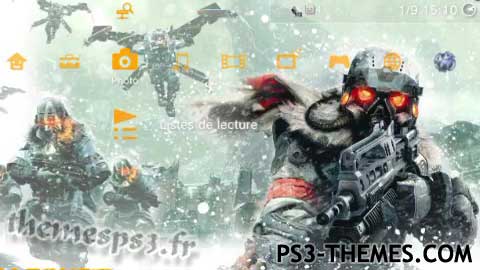 1/9 15:10
Photo
Listes de lecture
themesps3.fr
PS3-THEMES.COM